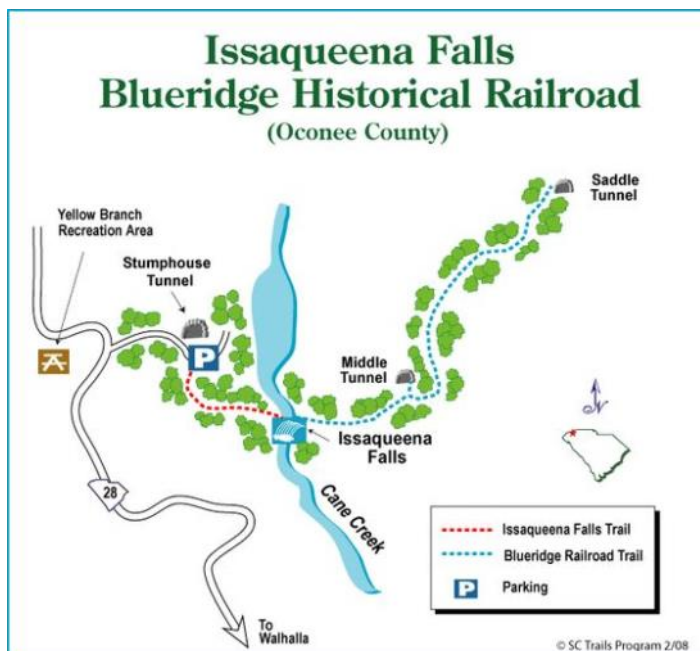 Issaqueena Falls
Blueridge Historical Railroad
(Oconee County)
Saddle
Tunnel
Yellow Branch
Recreation Area
Stumphouse
Tunnel
P
Middle
Tunnel
Issaqueena
Falls
N
28
Cane Creek
Issaqueena Falls Trail
Blueridge Railroad Trail
P
Parking
To
Walhalla
© SC Trails Program 2/08